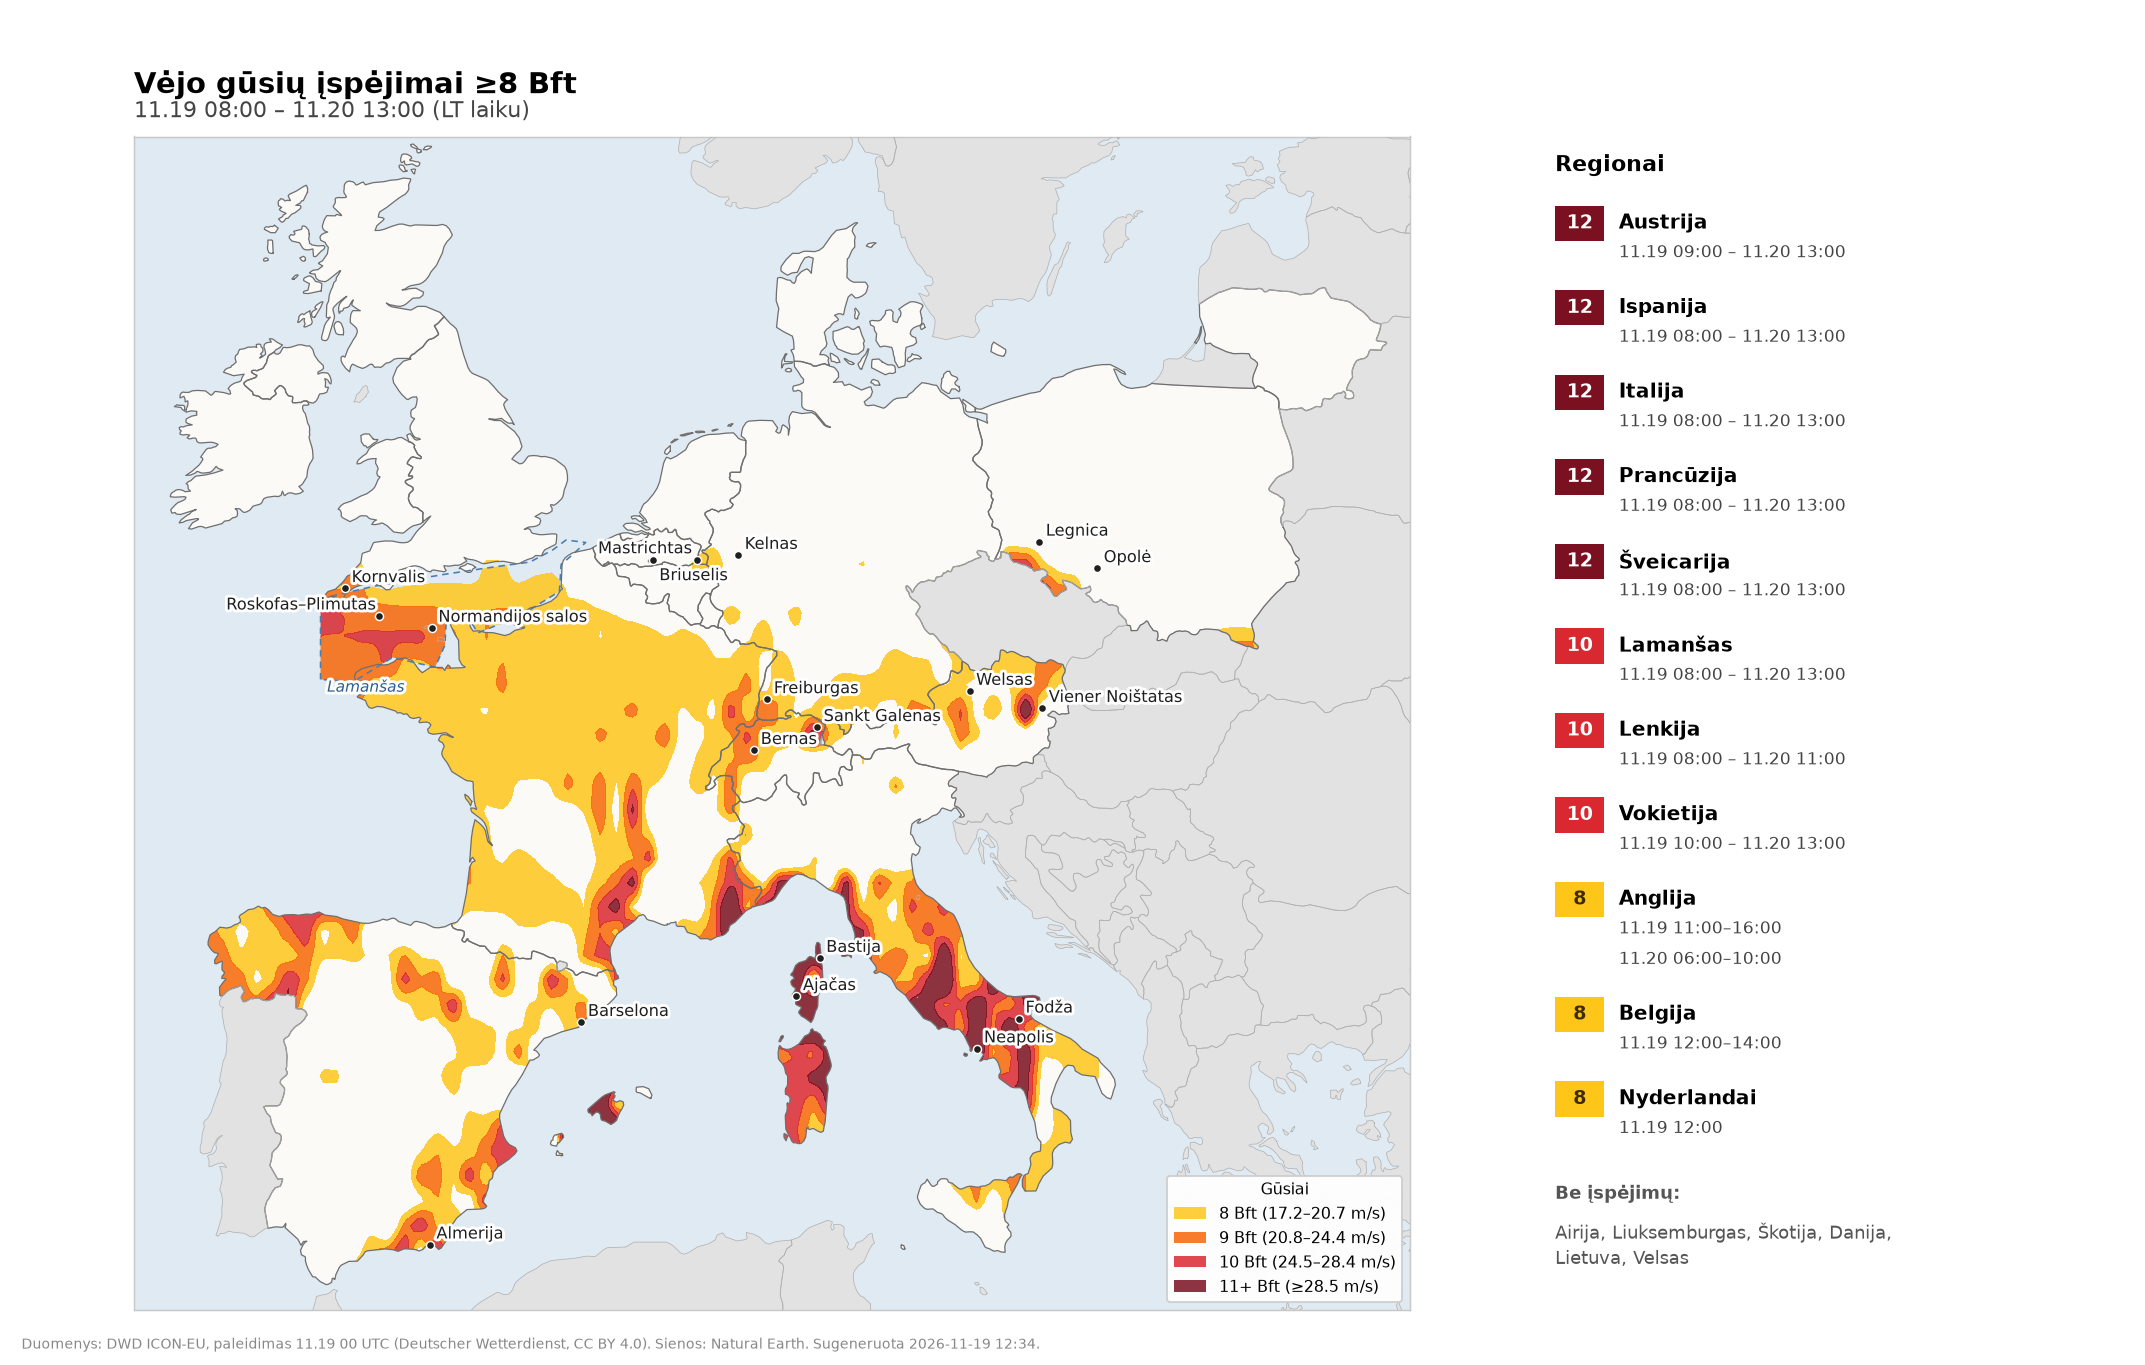 Vėjo gūsių įspėjimai ≥8 Bft
11.19 08:00 – 11.20 13:00 (LT laiku)
Legnica
Kelnas
Mastrichtas
Opolė
Briuselis
Kornvalis
Roskofas–Plimutas
Normandijos salos
Lamanšas
Welsas
Freiburgas
Viener Noištatas
Sankt Galenas
Bernas
Bastija
Ajačas
Fodža
Barselona
Neapolis
Almerija
Gūsiai
8 Bft (17.2–20.7 m/s)
9 Bft (20.8–24.4 m/s)
10 Bft (24.5–28.4 m/s)
11+ Bft (≥28.5 m/s)
Regionai
12 Austrija
11.19 09:00 – 11.20 13:00
12 Ispanija
11.19 08:00 – 11.20 13:00
12 Italija
11.19 08:00 – 11.20 13:00
12 Prancūzija
11.19 08:00 – 11.20 13:00
12 Šveicarija
11.19 08:00 – 11.20 13:00
10 Lamanšas
11.19 08:00 – 11.20 13:00
10 Lenkija
11.19 08:00 – 11.20 11:00
10 Vokietija
11.19 10:00 – 11.20 13:00
8 Anglija
11.19 11:00–16:00
11.20 06:00–10:00
8 Belgija
11.19 12:00–14:00
8 Nyderlandai
11.19 12:00
Be įspėjimų:
Airija, Liuksemburgas, Škotija, Danija,
Lietuva, Velsas
Duomenys: DWD ICON-EU, paleidimas 11.19 00 UTC (Deutscher Wetterdienst, CC BY 4.0). Sienos: Natural Earth. Sugeneruota 2026-11-19 12:34.